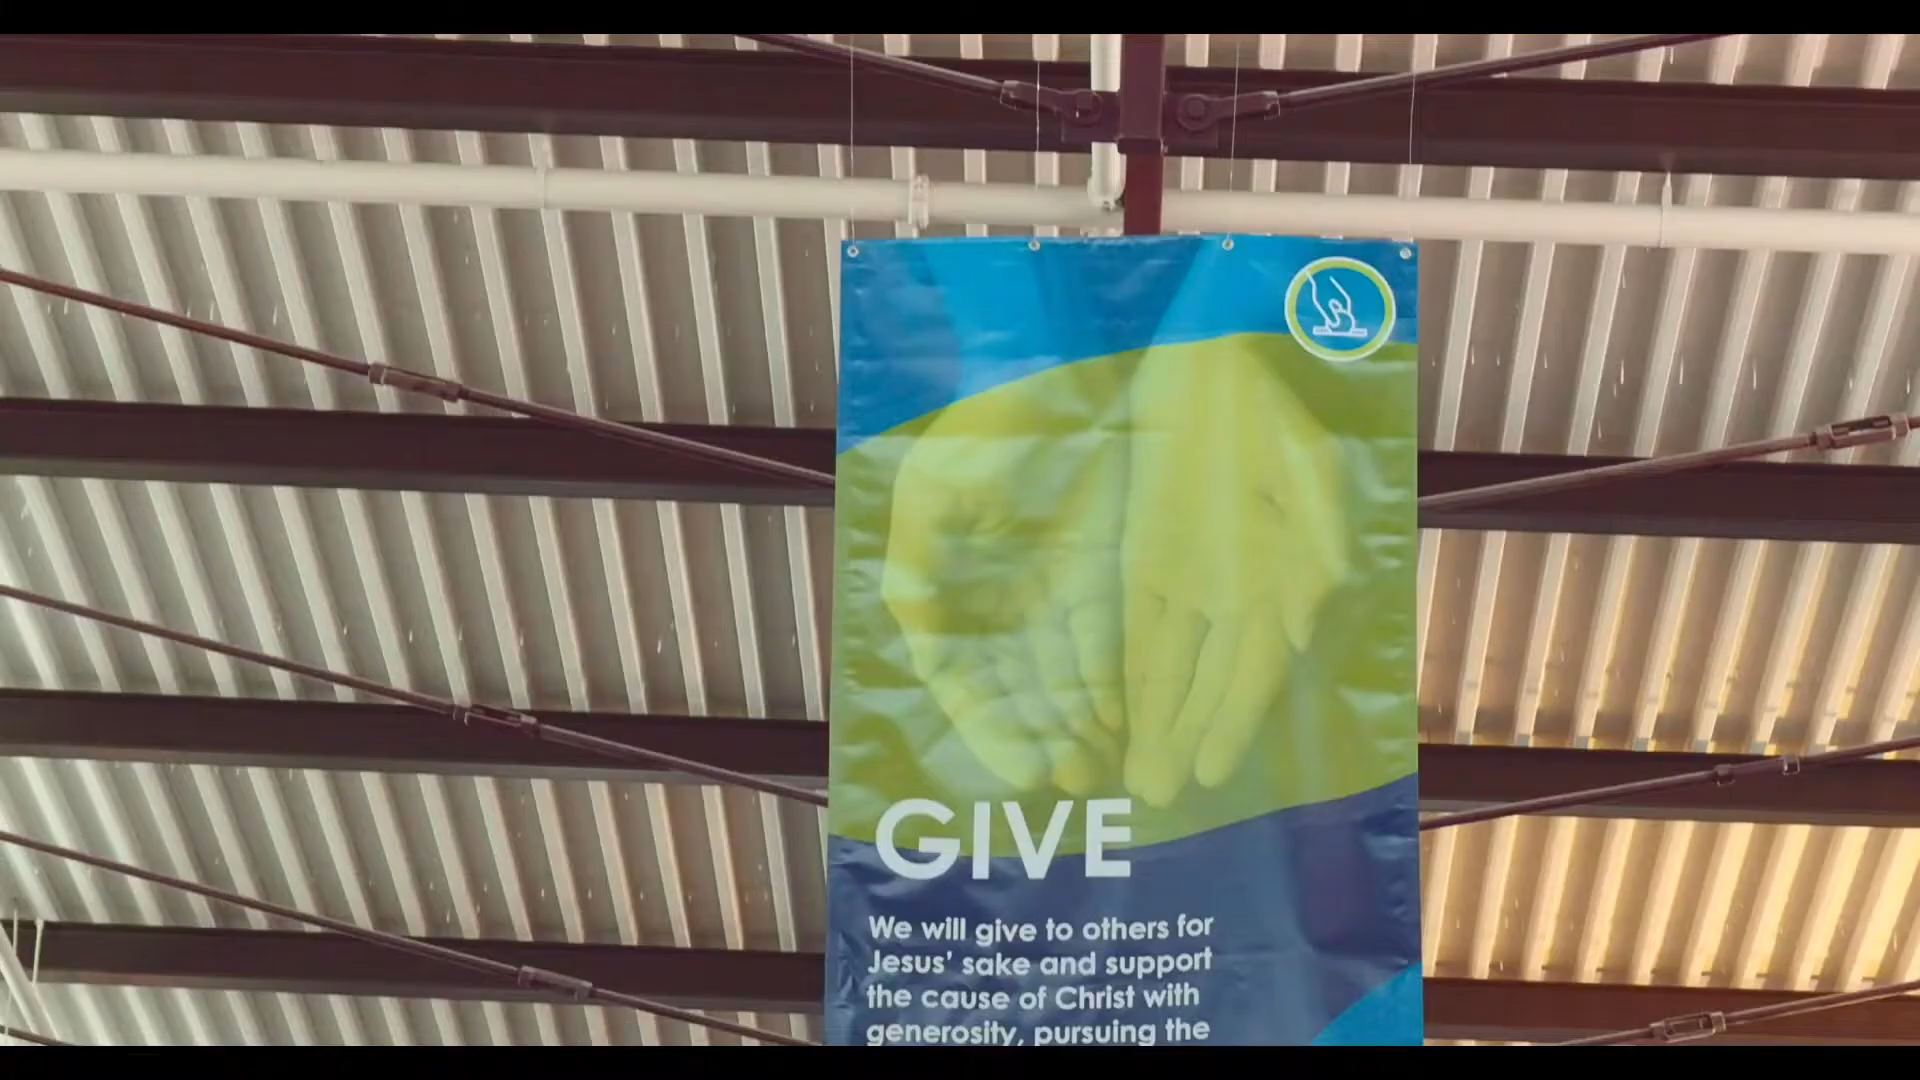 GIVE
We will give to others for
Jesus' sake and support
the cause of Christ with
generosity, pursuing the